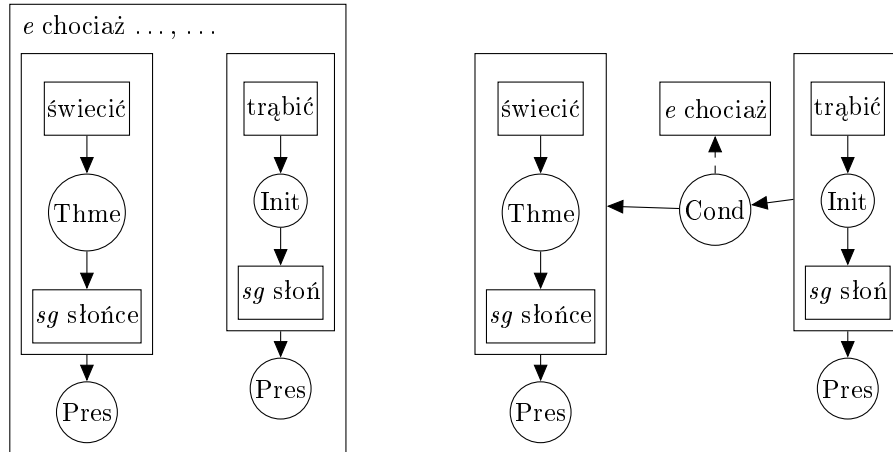 e chociaż ..., ...
świecić
trąbić
Thme
Init
sg słońce
sg słoń
Pres
Pres
świecić
e chociaż
trąbić
Thme
Cond
Init
sg słońce
sg słoń
Pres
Pres